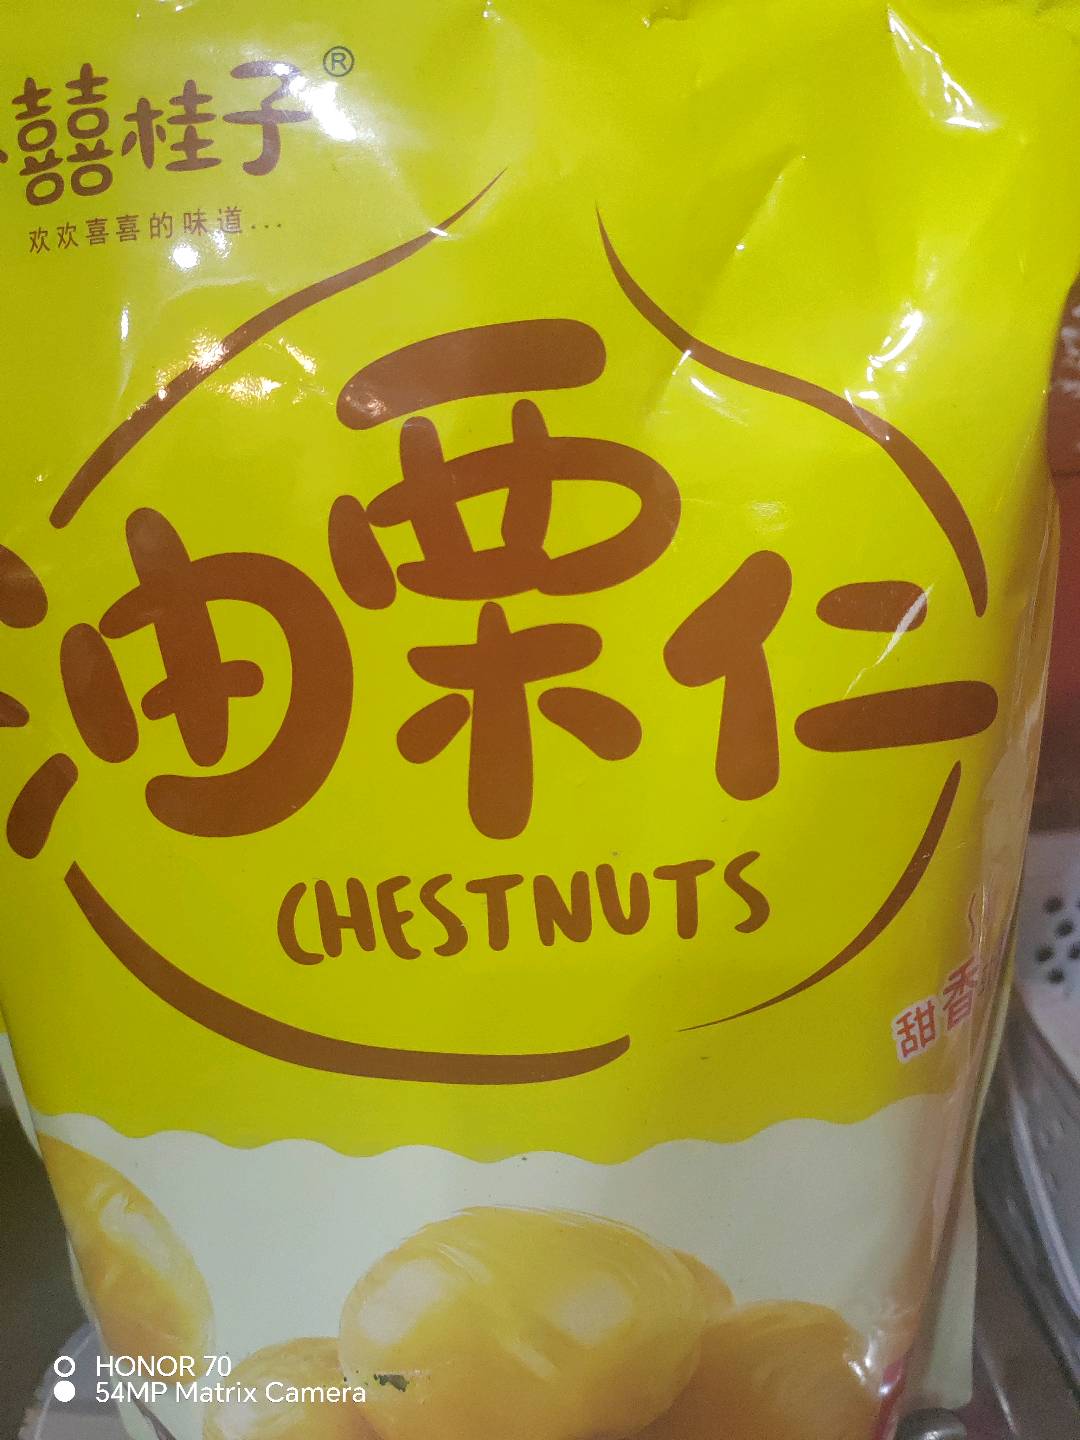 囍桂子®
欢欢喜喜的味道...
油栗仁
CHESTNUTS
甜香
HONOR 70
54MP Matrix Camera